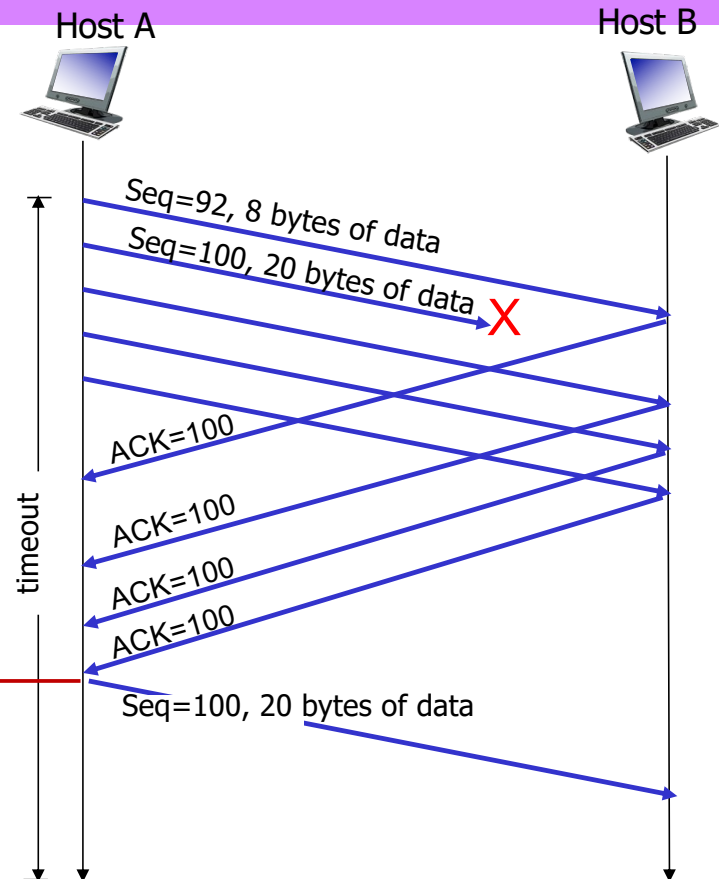 Host A
Host B
Seq=92, 8 bytes of data
Seq=100, 20 bytes of data
X
ACK=100
timeout
ACK=100
ACK=100
ACK=100
Seq=100, 20 bytes of data